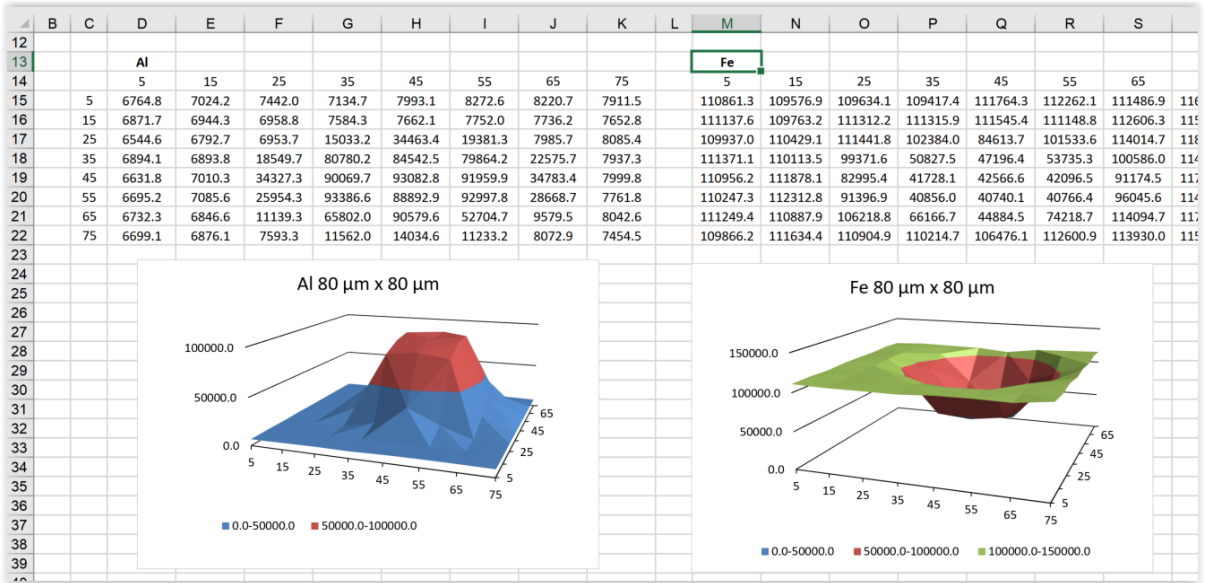 B C D E F G H I J K L M N O P Q R S
12
13 Al Fe
14 5 15 25 35 45 55 65 75 5 15 25 35 45 55 65
15 5 6764.8 7024.2 7442.0 7134.7 7993.1 8272.6 8220.7 7911.5 110861.3 109576.9 109634.1 109417.4 111764.3 112262.1 111486.9 116
16 15 6871.7 6944.3 6958.8 7584.3 7662.1 7752.0 7736.2 7652.8 111137.6 109763.2 111312.2 111315.9 111545.4 111148.8 112606.3 115
17 25 6544.6 6792.7 6953.7 15033.2 34463.4 19381.3 7985.7 8085.4 109937.0 110429.1 111441.8 102384.0 84613.7 101533.6 114014.7 118
18 35 6894.1 6893.8 18549.7 80780.2 84542.5 79864.2 22575.7 7937.3 111371.1 110113.5 99371.6 50827.5 47196.4 53735.3 100586.0 114
19 45 6631.8 7010.3 34327.3 90069.7 93082.8 91959.9 34783.4 7999.8 110956.2 111878.1 82995.4 41728.1 42566.6 42096.5 91174.5 117
20 55 6695.2 7085.6 25954.3 93386.6 88892.9 92997.8 28668.7 7761.8 110247.3 112312.8 91396.9 40856.0 40740.1 40766.4 96045.6 114
21 65 6732.3 6846.6 11139.3 65802.0 90579.6 52704.7 9579.5 8042.6 111249.4 110887.9 106218.8 66166.7 44884.5 74218.7 114094.7 117
22 75 6699.1 6876.1 7593.3 11562.0 14034.6 11233.2 8072.9 7454.5 109866.2 111634.4 110904.9 110214.7 106476.1 112600.9 113930.0 115
23
24
25
26
27
28
29
30
31
32
33
34
35
36
37
38
39
Al 80 µm x 80 µm
100000.0
50000.0
0.0
5 15 25 35 45 55 65 75
65
45
25
5
0.0-50000.0 50000.0-100000.0
Fe 80 µm x 80 µm
150000.0
100000.0
50000.0
0.0
5 15 25 35 45 55 65 75
65
45
25
5
0.0-50000.0 50000.0-100000.0 100000.0-150000.0